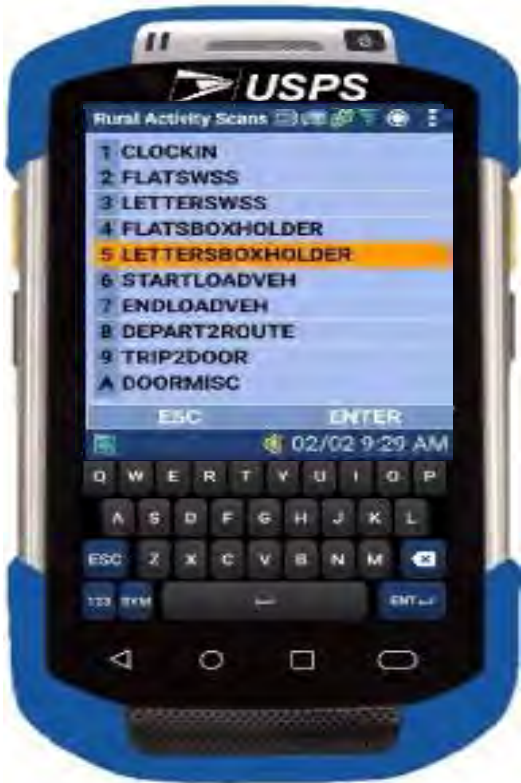 USPS
Rural Activity Scans
1 CLOCKIN
2 FLATSWSS
3 LETTERSWSS
4 FLATSBOXHOLDER
5 LETTERSBOXHOLDER
6 STARTLOADVEH
7 ENDLOADVEH
8 DEPART2ROUTE
9 TRIP2DOOR
A DOORMISC
ESC ENTER
02/02 9:29 AM
Q W E R T Y U I O P
A S D F G H J K L
ESC Z X C V B N M
123 SYM ENT